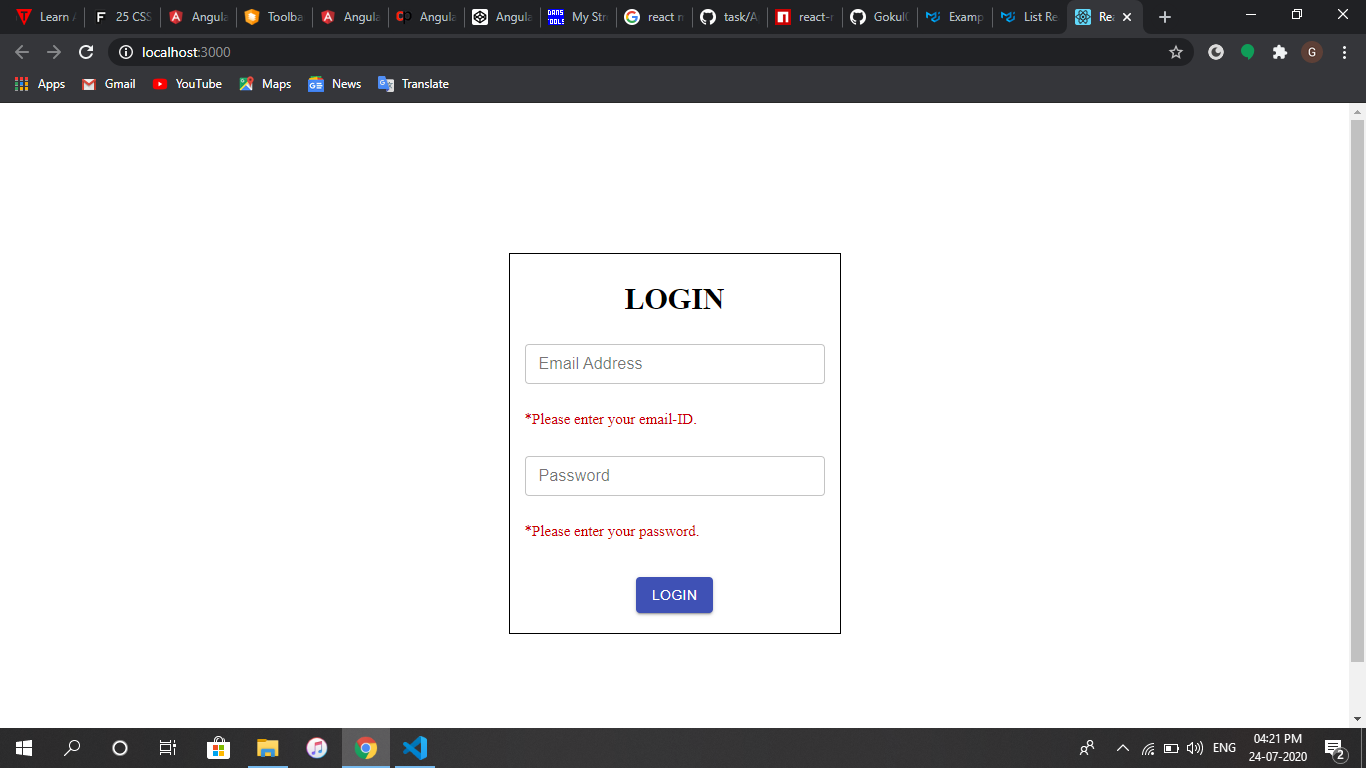 Learn 25 CSS Angula Toolba Angula Angula Angula My Str react n task/A react-r Gokul Examp List Re Rea
localhost:3000 G
Apps Gmail YouTube Maps News Translate
LOGIN
Email Address
*Please enter your email-ID.
Password
*Please enter your password.
LOGIN
04:21 PM
ENG
24-07-2020
2